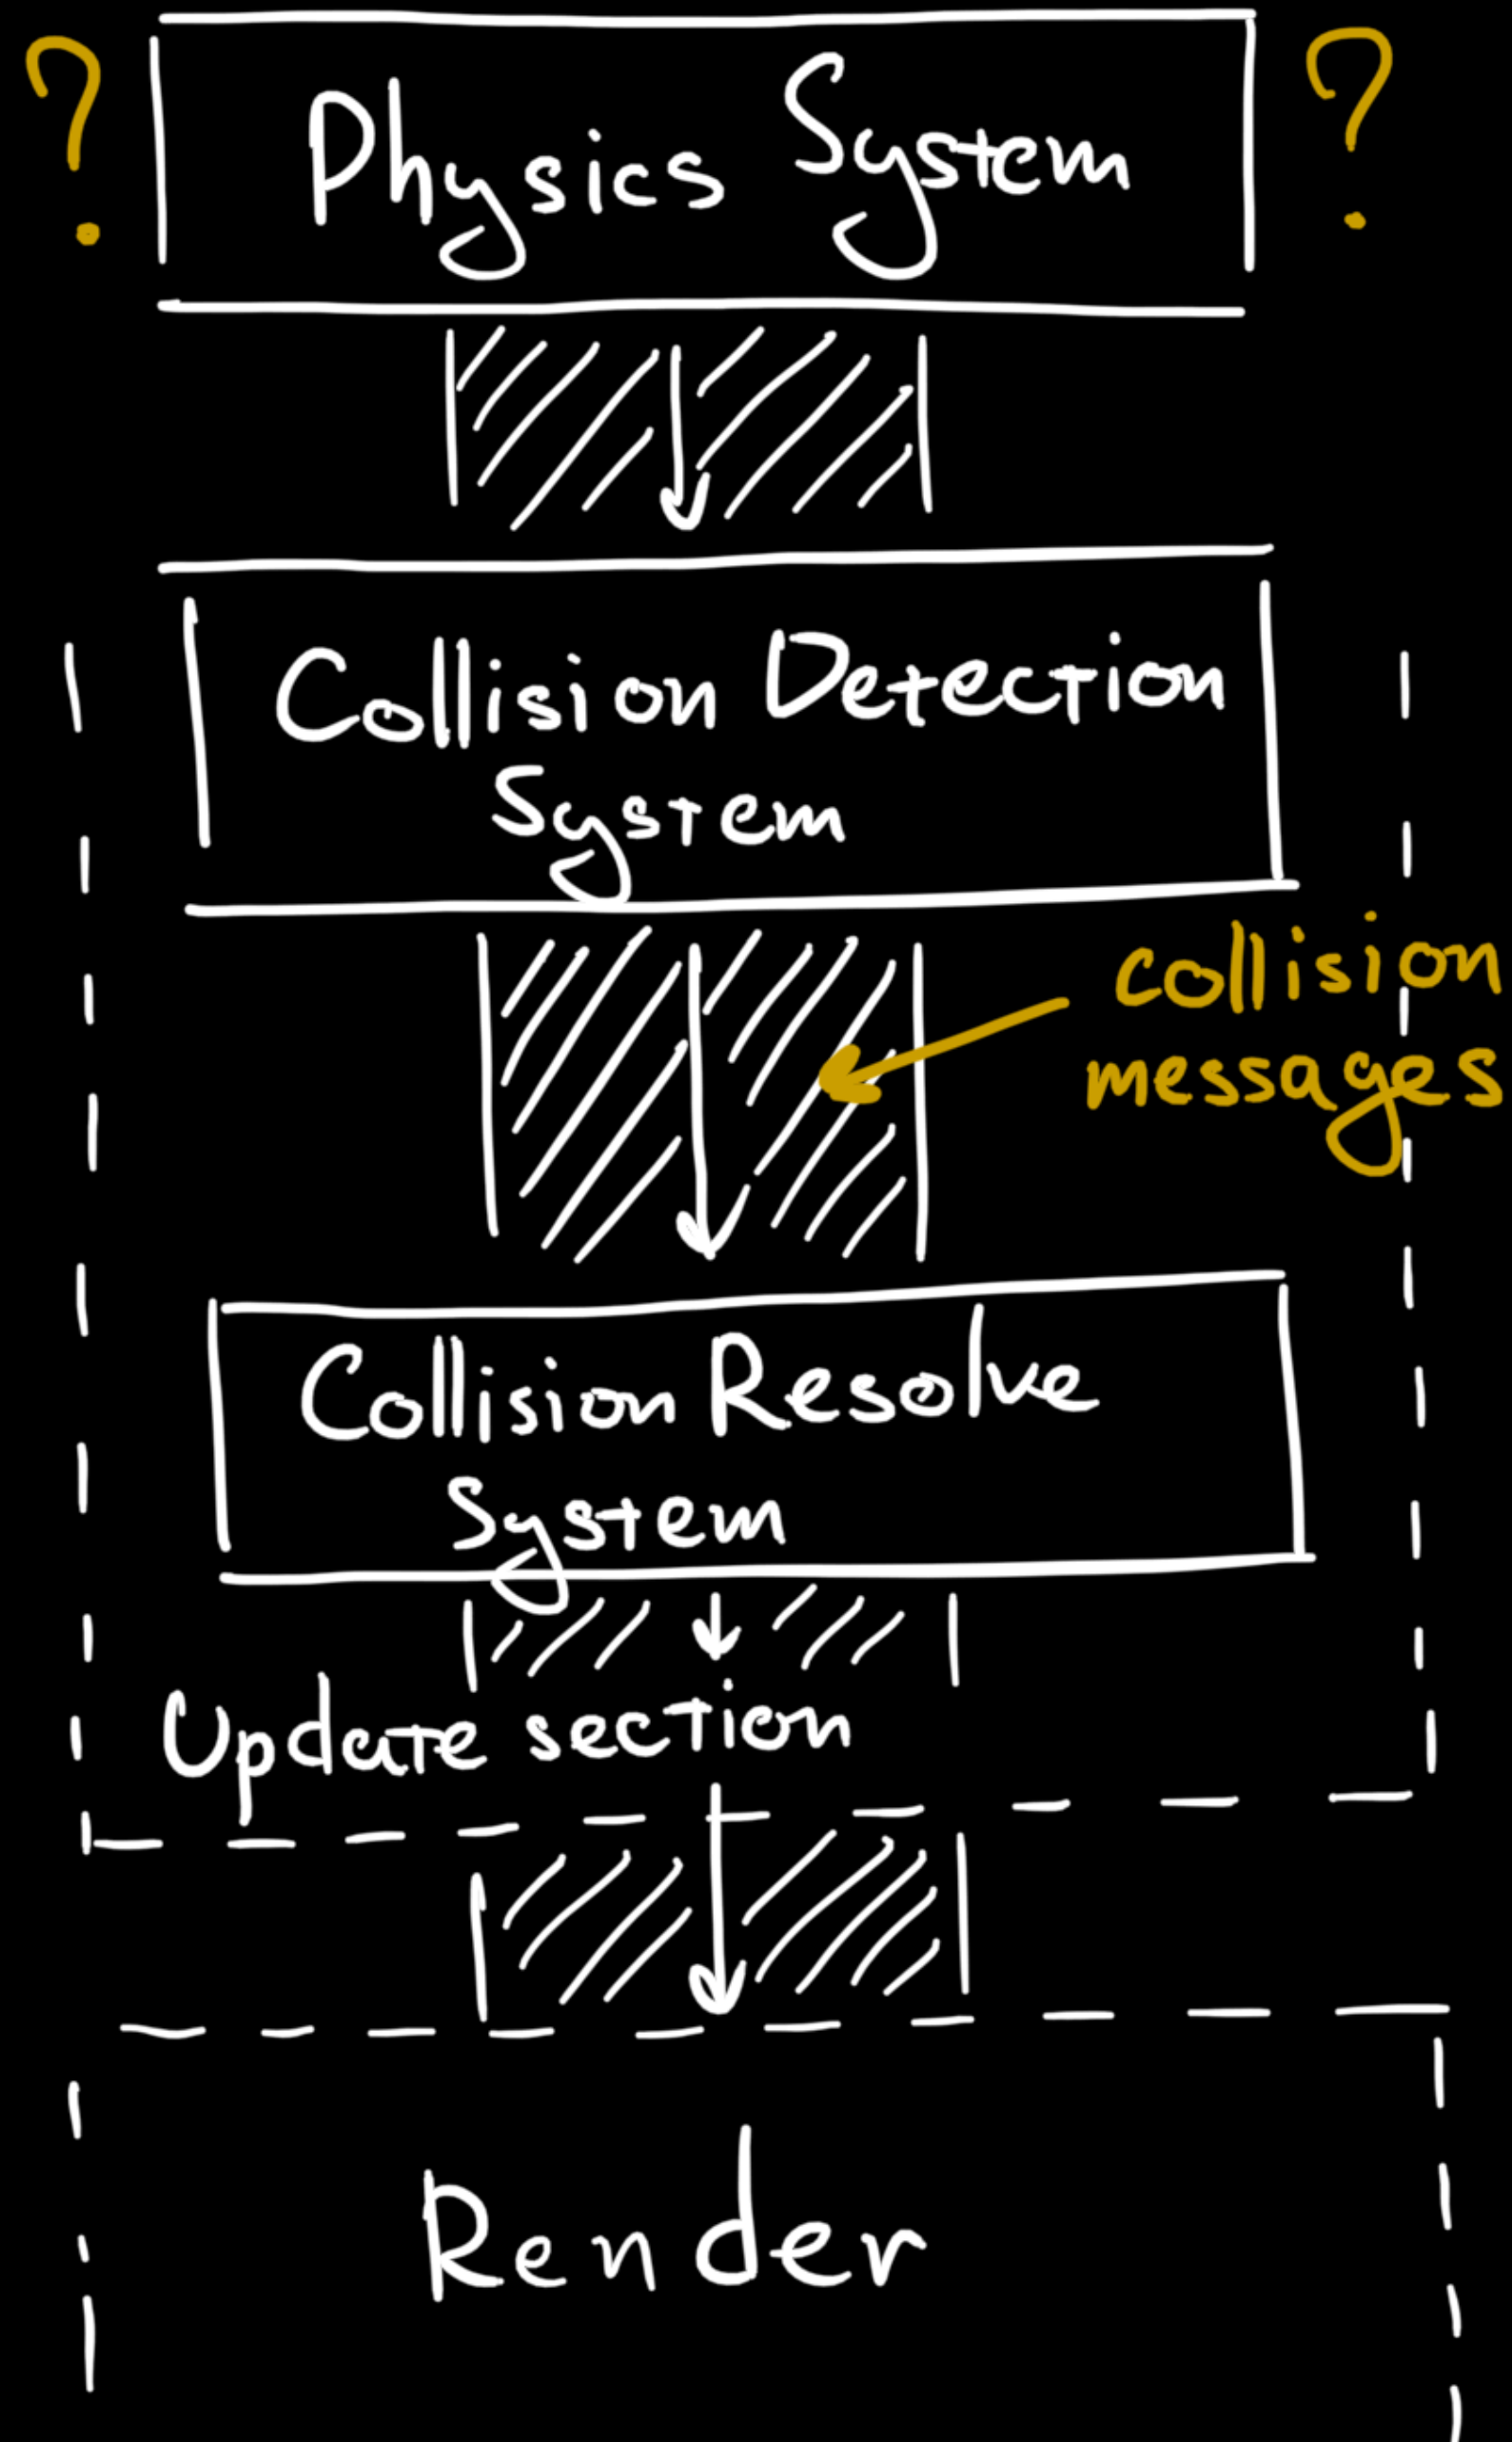 ? Physics System ?
Collision Detection
System
collision
messages
Collision Resolve
System
Update section
Render